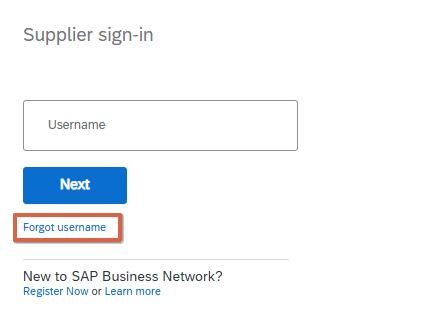 Supplier sign-in
Username
Next
Forgot username
New to SAP Business Network?
Register Now or Learn more